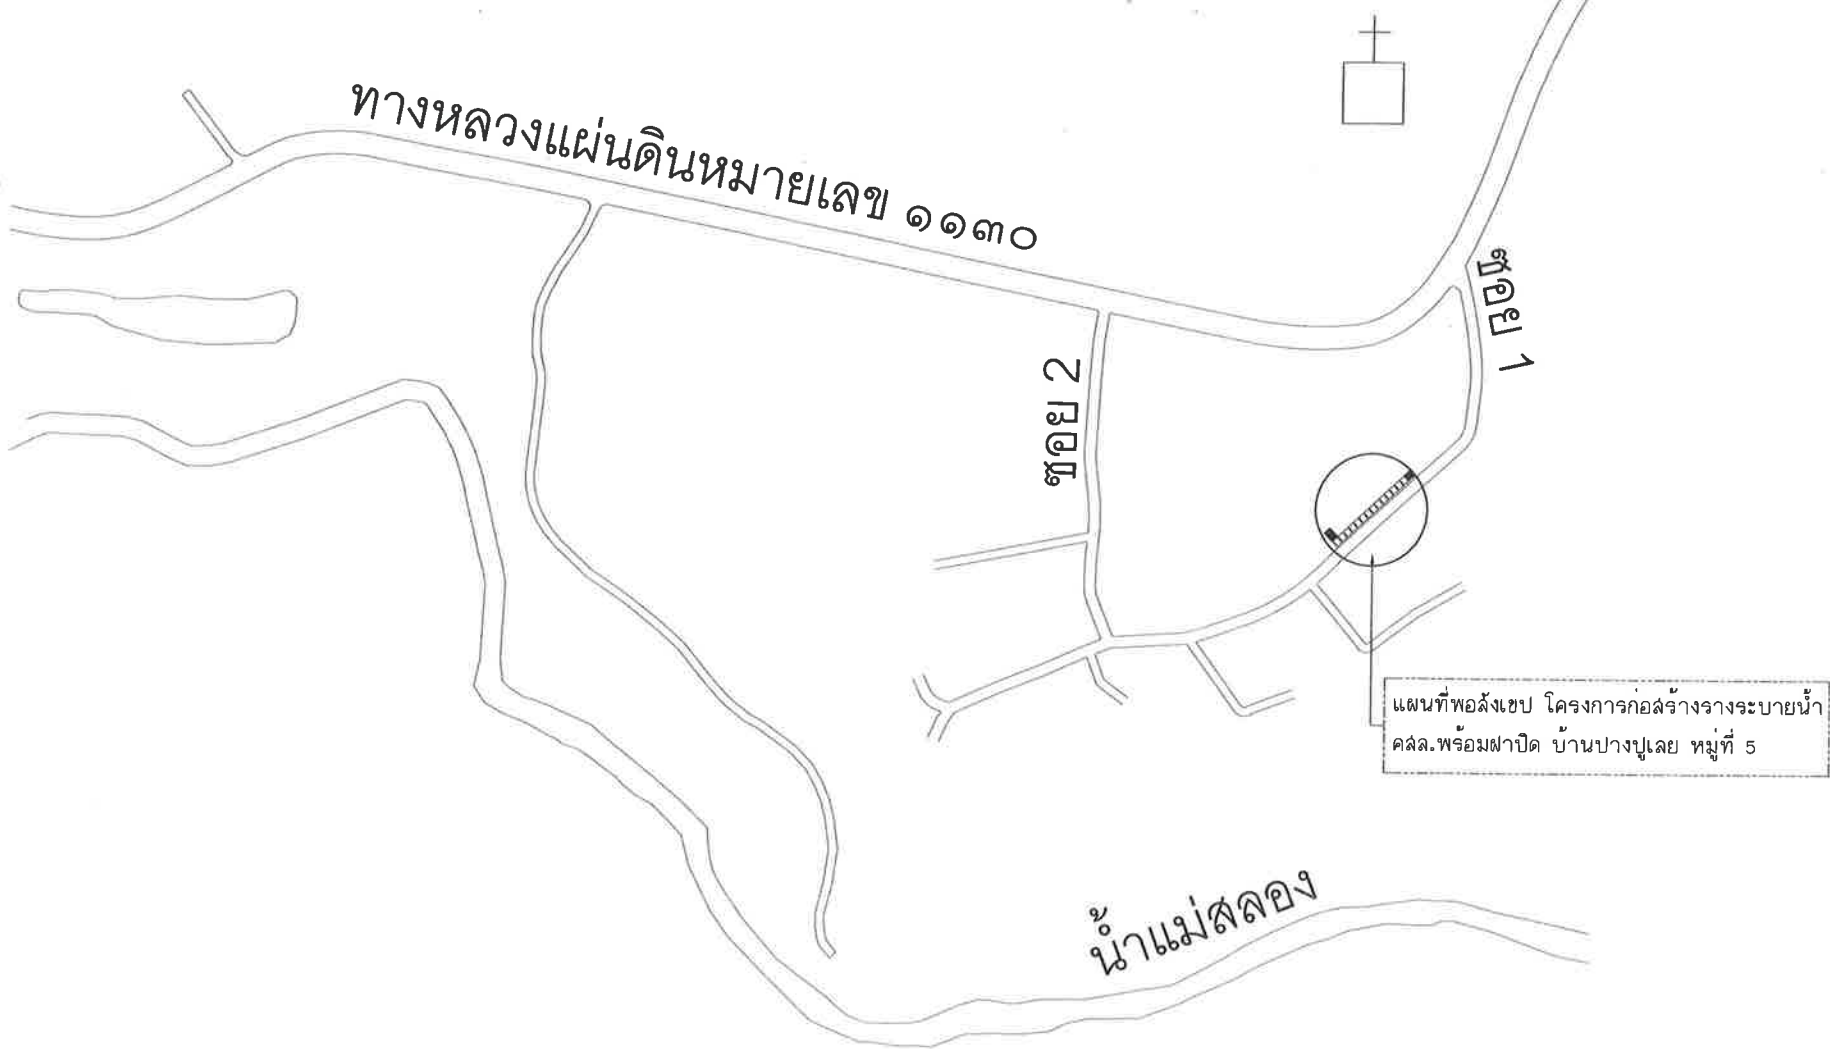 ทางหลวงแผ่นดินหมายเลข ๑๑๓๐
ซอย 1
ซอย 2
แผนที่พอลังเขป โครงการก่อสร้างรางระบายน้ำ
คสล.พร้อมฝาปิด บ้านปางปูเลย หมู่ที่ 5
น้ำแม่สลอง